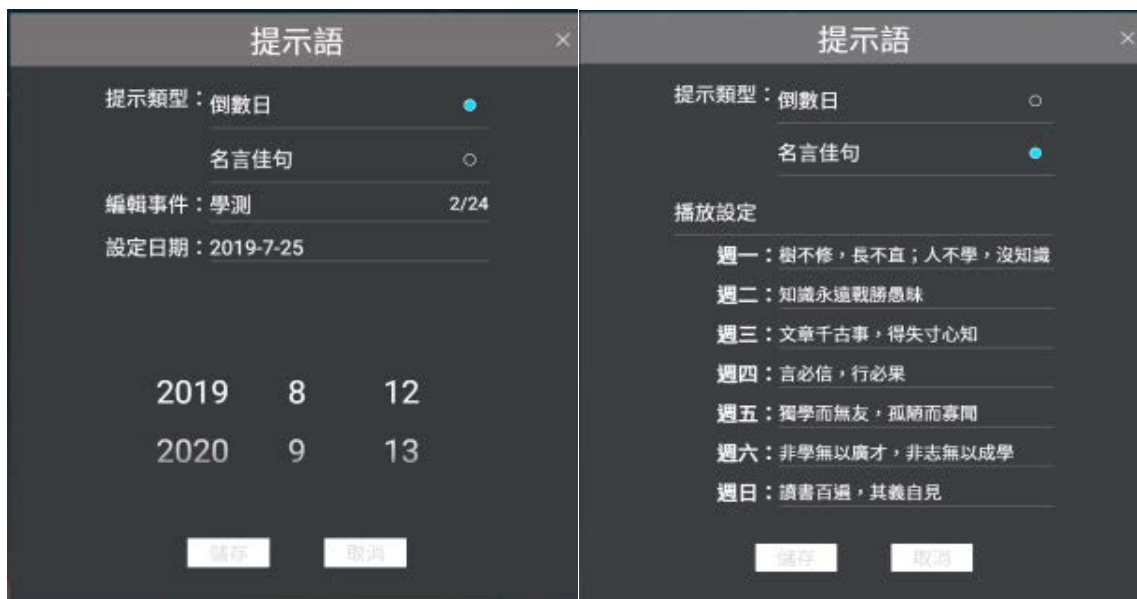 提示語 ×
提示類型：倒數日
名言佳句
編輯事件：學测 2/24
設定日期：2019-7-25
2019 8 12
2020 9 13
儲存 取消
提示語 ×
提示類型：倒數日
名言佳句
播放設定
週一：樹不修，長不直；人不學，沒知識
週二：知識永遠戰勝愚昧
週三：文章千古事，得失寸心知
週四：言必信，行必果
週五：獨學而無友，孤陋而寡聞
週六：非學無以廣才，非志無以成學
週日：讀書百遍，其義自見
儲存 取消